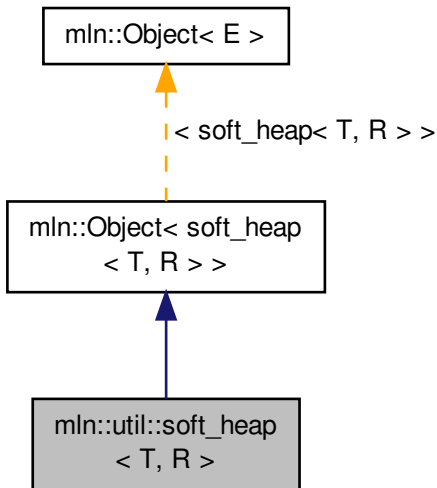 mln::Object< E >
< soft_heap< T, R > >
mln::Object< soft_heap
< T, R > >
mln::util::soft_heap
< T, R >